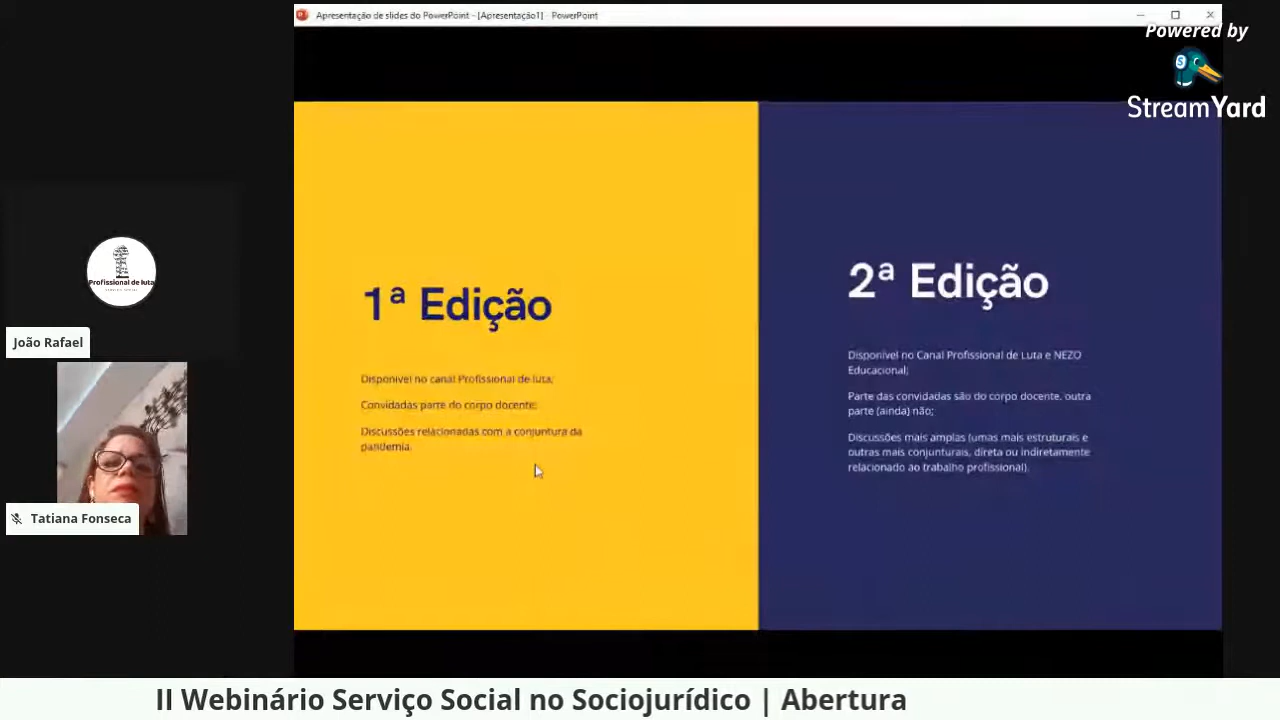 Apresentação de slides do PowerPoint - [Apresentação1] - PowerPoint
Powered by
StreamYard
1ª Edição
Disponível no canal Profissional de luta;
Convidadas parte do corpo docente;
Discussões relacionadas com a conjuntura da
pandemia.
2ª Edição
Disponível no Canal Profissional de Luta e NEZO
Educacional;
Parte das convidadas são do corpo docente, outra
parte (ainda) não;
Discussões mais amplas (umas mais estruturais e
outras mais conjunturais, direta ou indiretamente
relacionado ao trabalho profissional).
Profissional de luta
João Rafael
Tatiana Fonseca
II Webinário Serviço Social no Sociojurídico | Abertura